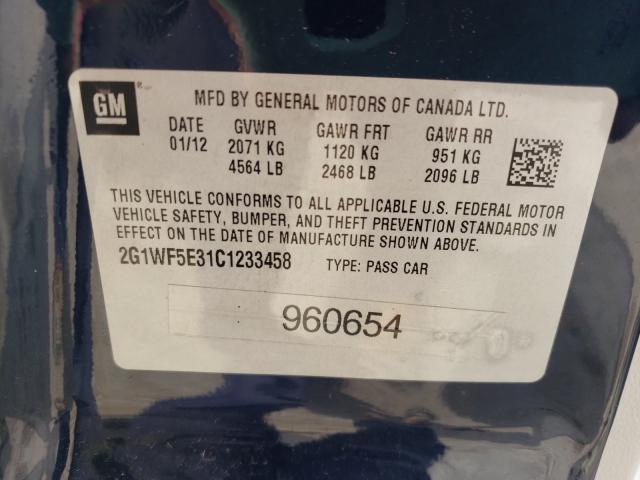 GM
MFD BY GENERAL MOTORS OF CANADA LTD.
DATE GVWR GAWR FRT GAWR RR
01/12 2071 KG 1120 KG 951 KG
4564 LB 2468 LB 2096 LB
THIS VEHICLE CONFORMS TO ALL APPLICABLE U.S. FEDERAL MOTOR
VEHICLE SAFETY, BUMPER, AND THEFT PREVENTION STANDARDS IN
EFFECT ON THE DATE OF MANUFACTURE SHOWN ABOVE.
2G1WF5E31C1233458 TYPE: PASS CAR
960654